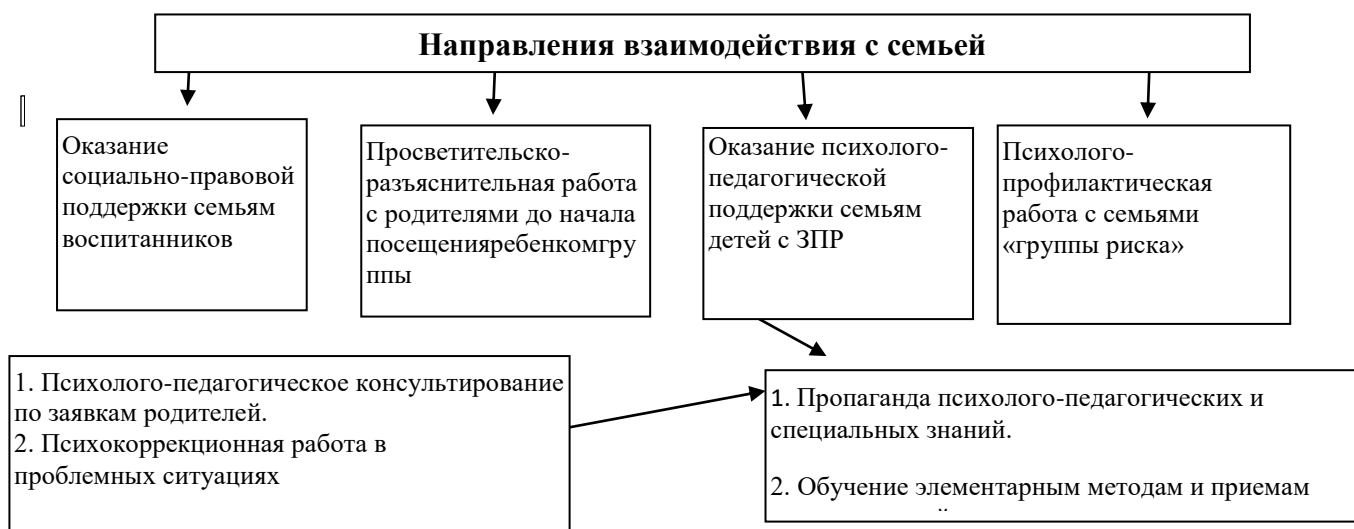 Направления взаимодействия с семьей
Оказание
социально-правовой
поддержки семьям
воспитанников
Просветительско-
разъяснительная работа
с родителями до начала
посещенияребенкомгру
ппы
Оказание психолого-
педагогической
поддержки семьям
детей с ЗПР
Психолого-
профилактическая
работа с семьями
«группы риска»
1. Психолого-педагогическое консультирование
по заявкам родителей.
2. Психокоррекционная работа в
проблемных ситуациях
1. Пропаганда психолого-педагогических и
специальных знаний.
2. Обучение элементарным методам и приемам